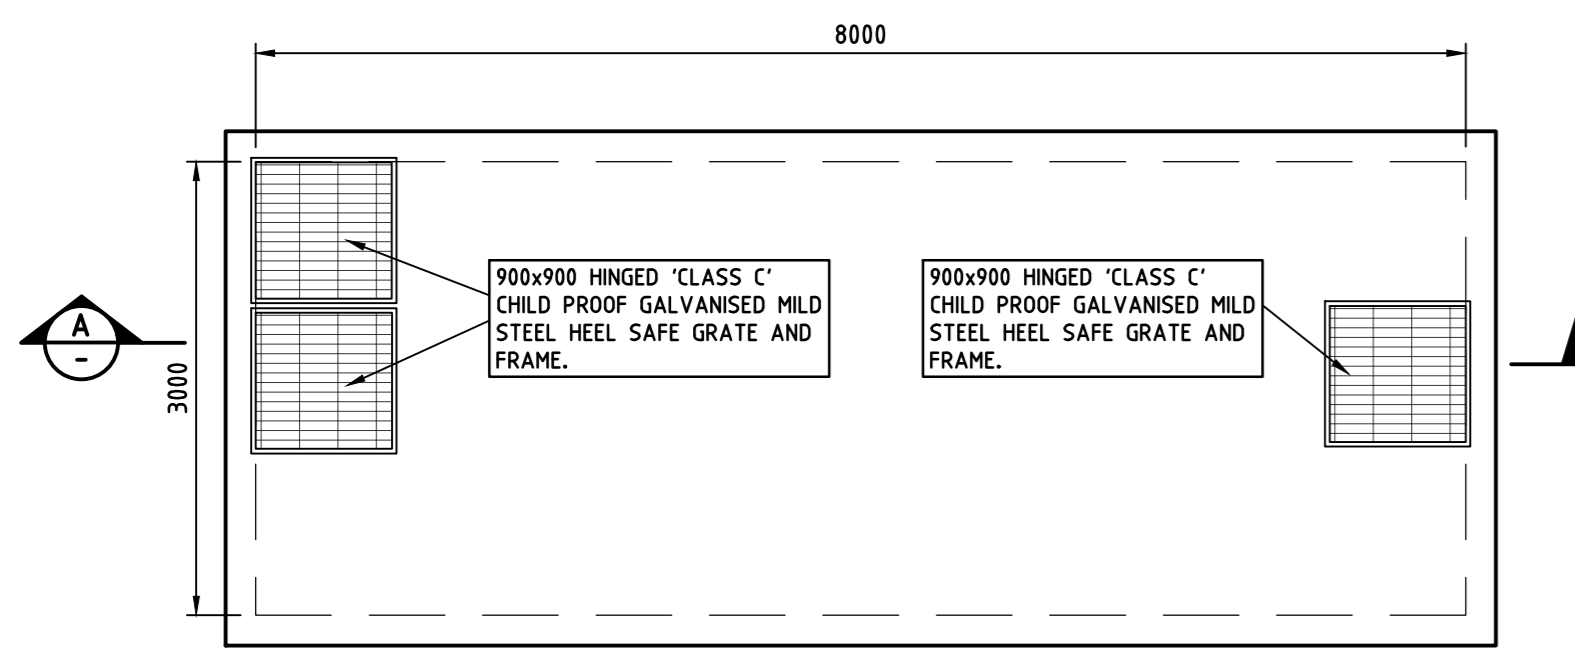 8000
900x900 HINGED 'CLASS C'
CHILD PROOF GALVANISED MILD
STEEL HEEL SAFE GRATE AND
FRAME.
900x900 HINGED 'CLASS C'
CHILD PROOF GALVANISED MILD
STEEL HEEL SAFE GRATE AND
FRAME.
A
-
3000